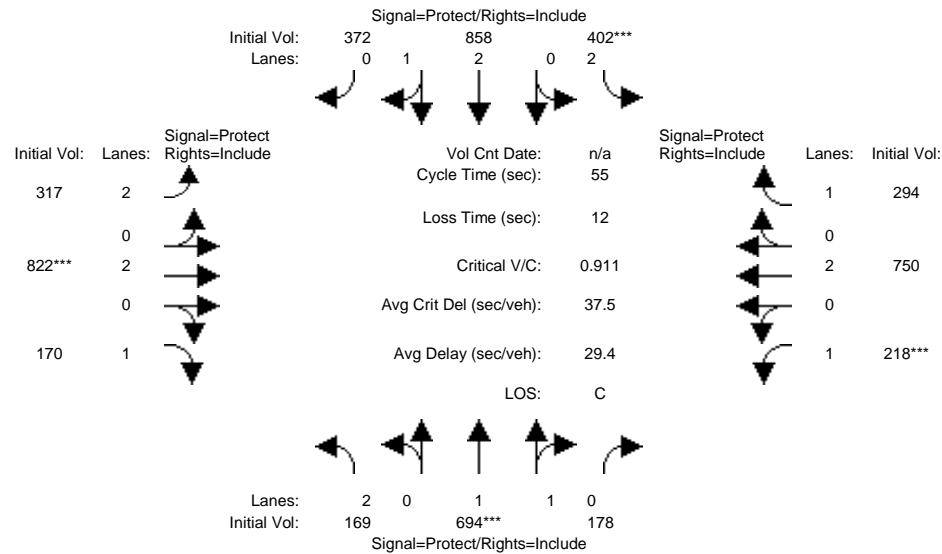 Signal=Protect/Rights=Include
Initial Vol: 372 858 402***
Lanes: 0 1 2 0 2
Signal=Protect
Rights=Include
Signal=Protect
Rights=Include
Initial Vol: Lanes:
Vol Cnt Date: n/a
Lanes: Initial Vol:
Cycle Time (sec): 55
317 2
1 294
Loss Time (sec): 12
0
0
822*** 2
Critical V/C: 0.911
2 750
0
Avg Crit Del (sec/veh): 37.5
0
170 1
Avg Delay (sec/veh): 29.4
1 218***
LOS: C
Lanes: 2 0 1 1 0
Initial Vol: 169 694*** 178
Signal=Protect/Rights=Include